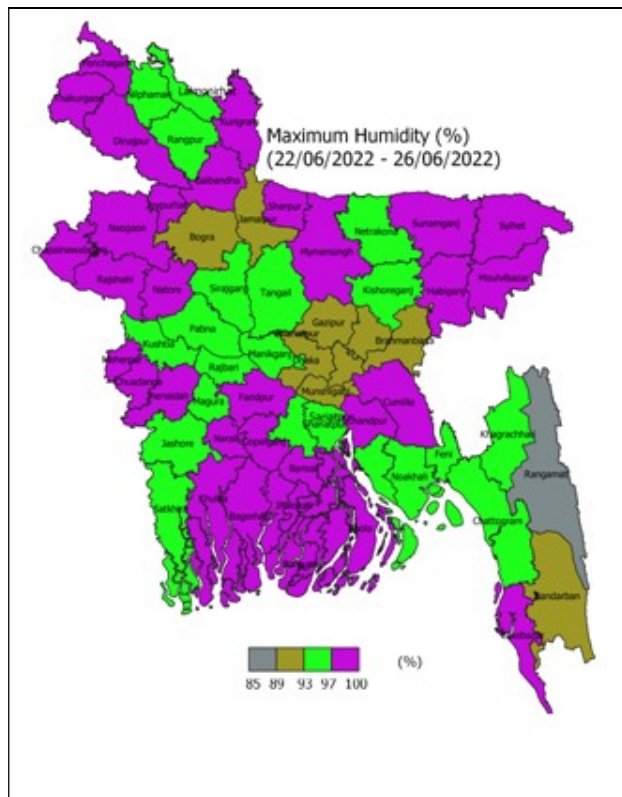 Panchagarh
Thakurgaon
Nilphamari
Lalmonirhat
Kurigram
Dinajpur
Rangpur
Maximum Humidity (%)
(22/06/2022 - 26/06/2022)
Gaibandha
Joypurhat
Sherpur
Jamalpur
Naogaon
Bogra
Mymensingh
Netrakona
Sunamganj
Sylhet
Chapainawabganj
Rajshahi
Natore
Sirajganj
Tangail
Kishoreganj
Habiganj
Moulvibazar
Pabna
Gazipur
Kushtia
Manikganj
Dhaka
Brahmanbaria
Meherpur
Rajbari
Chuadanga
Jhenaidah
Magura
Faridpur
Munshiganj
Cumilla
Chandpur
Shariatpur
Jashore
Narail
Gopalganj
Khagrachhari
Feni
Noakhali
Rangamati
Barisal
Satkhira
Khulna
Bagerhat
Bhola
Chattogram
Bandarban
(%)
85 89 93 97 100